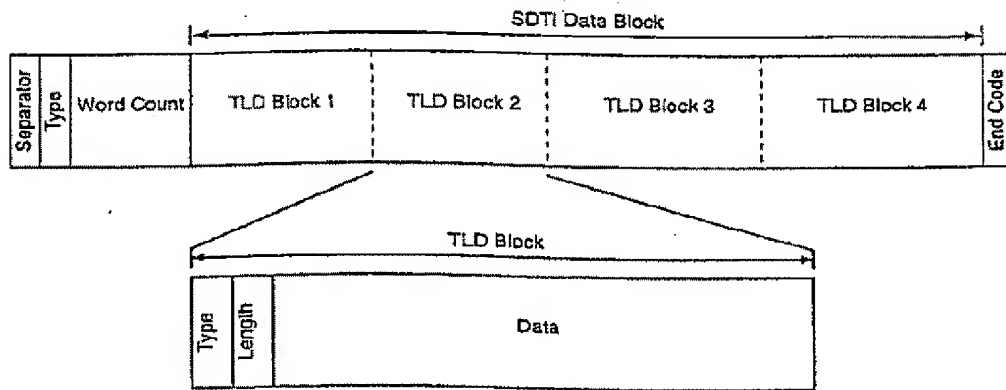 SDTI Data Block
Separator
Type
Word Count
TLD Block 1
TLD Block 2
TLD Block 3
TLD Block 4
End Code
TLD Block
Type
Length
Data